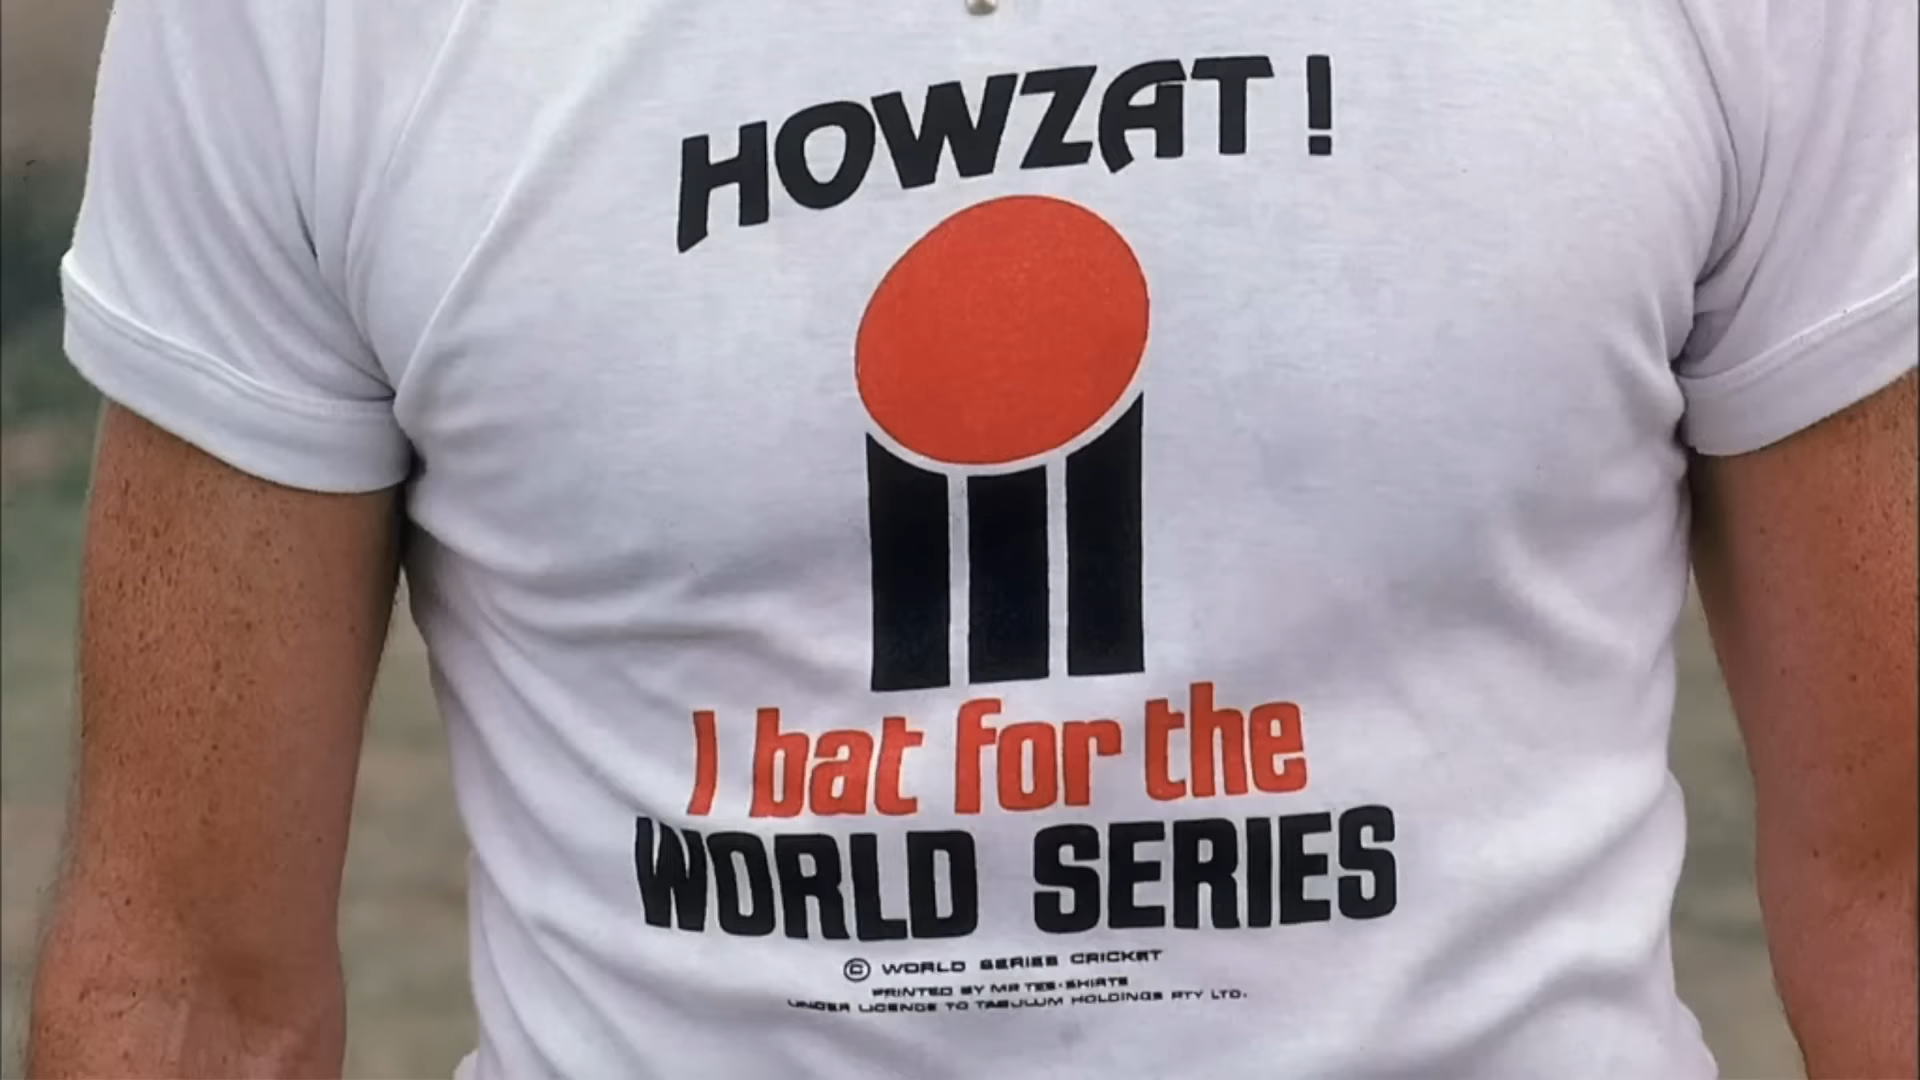 HOWZAT!
I bat for the
WORLD SERIES
© WORLD SERIES CRICKET
PRINTED BY MR TEE-SHIRTS
UNDER LICENCE TO TABULUM HOLDINGS PTY LTD.